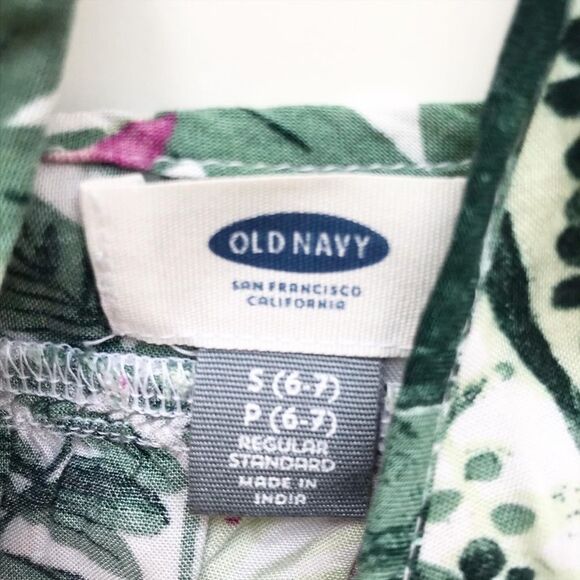 OLD NAVY
SAN FRANCISCO
CALIFORNIA
S (6-7)
P (6-7)
REGULAR
STANDARD
MADE IN
INDIA